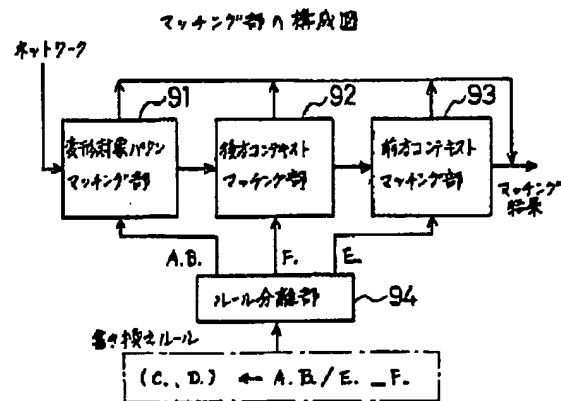 マッチング部の構成図
ネットワーク
91
92
93
変形対象パタン
マッチング部
後方コンテキスト
マッチング部
前方コンテキスト
マッチング部
マッチング
結果
A.B.
F.
E.
ルール分離部
94
書き換えルール
(C., D.) ← A.B./E. _F.